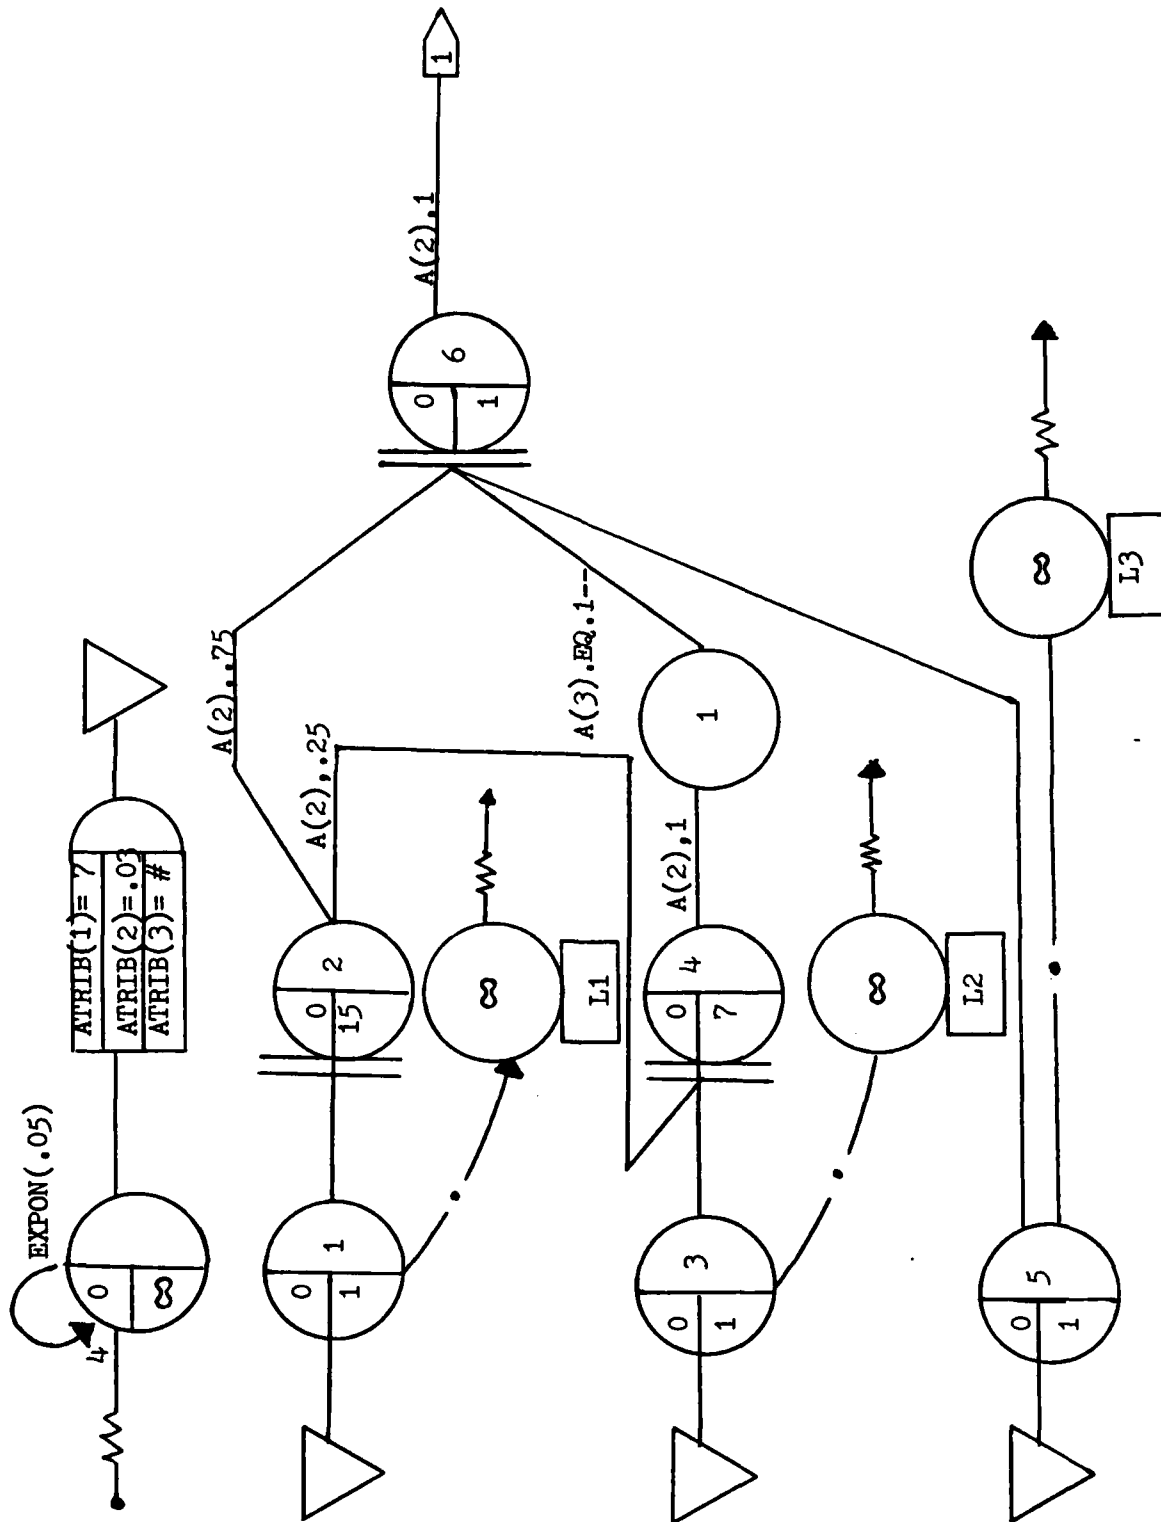 EXPON(.05)
4
0
∞
ATRIB(1)= 7
ATRIB(2)=.03
ATRIB(3)= #
0
1
1
0
15
2
A(2),.75
A(2),.25
∞
L1
0
1
3
0
7
4
A(2),1
1
A(3).EQ.1--
∞
L2
0
1
5
∞
L3
0
1
6
A(2),1
1